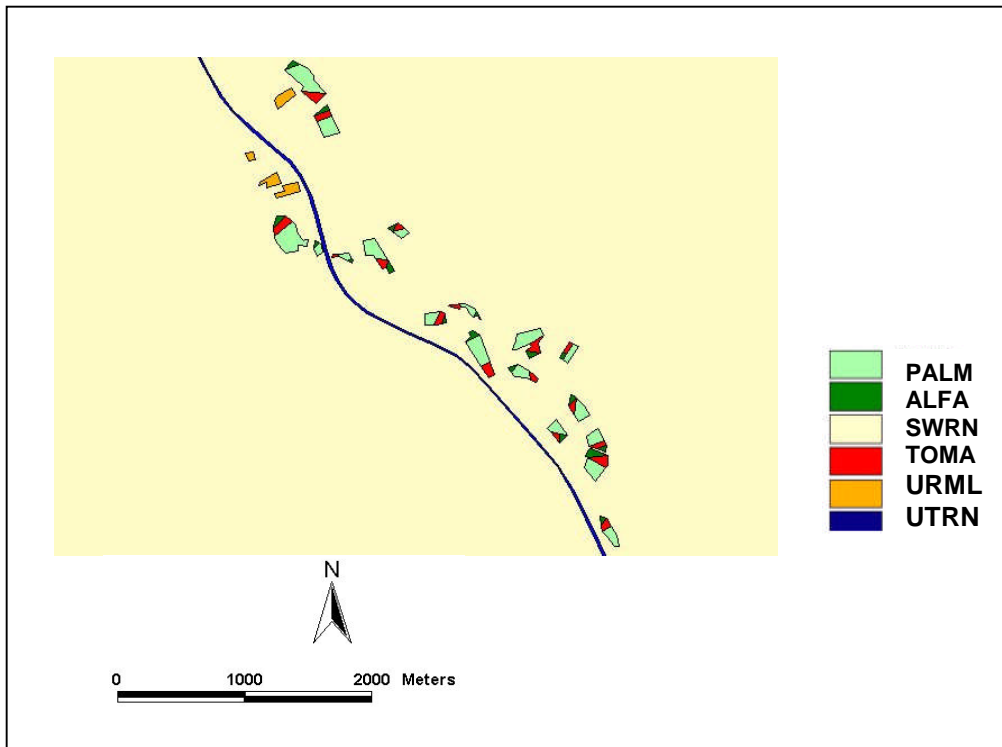 PALM
ALFA
SWRN
TOMA
URML
UTRN
N
0 1000 2000 Meters